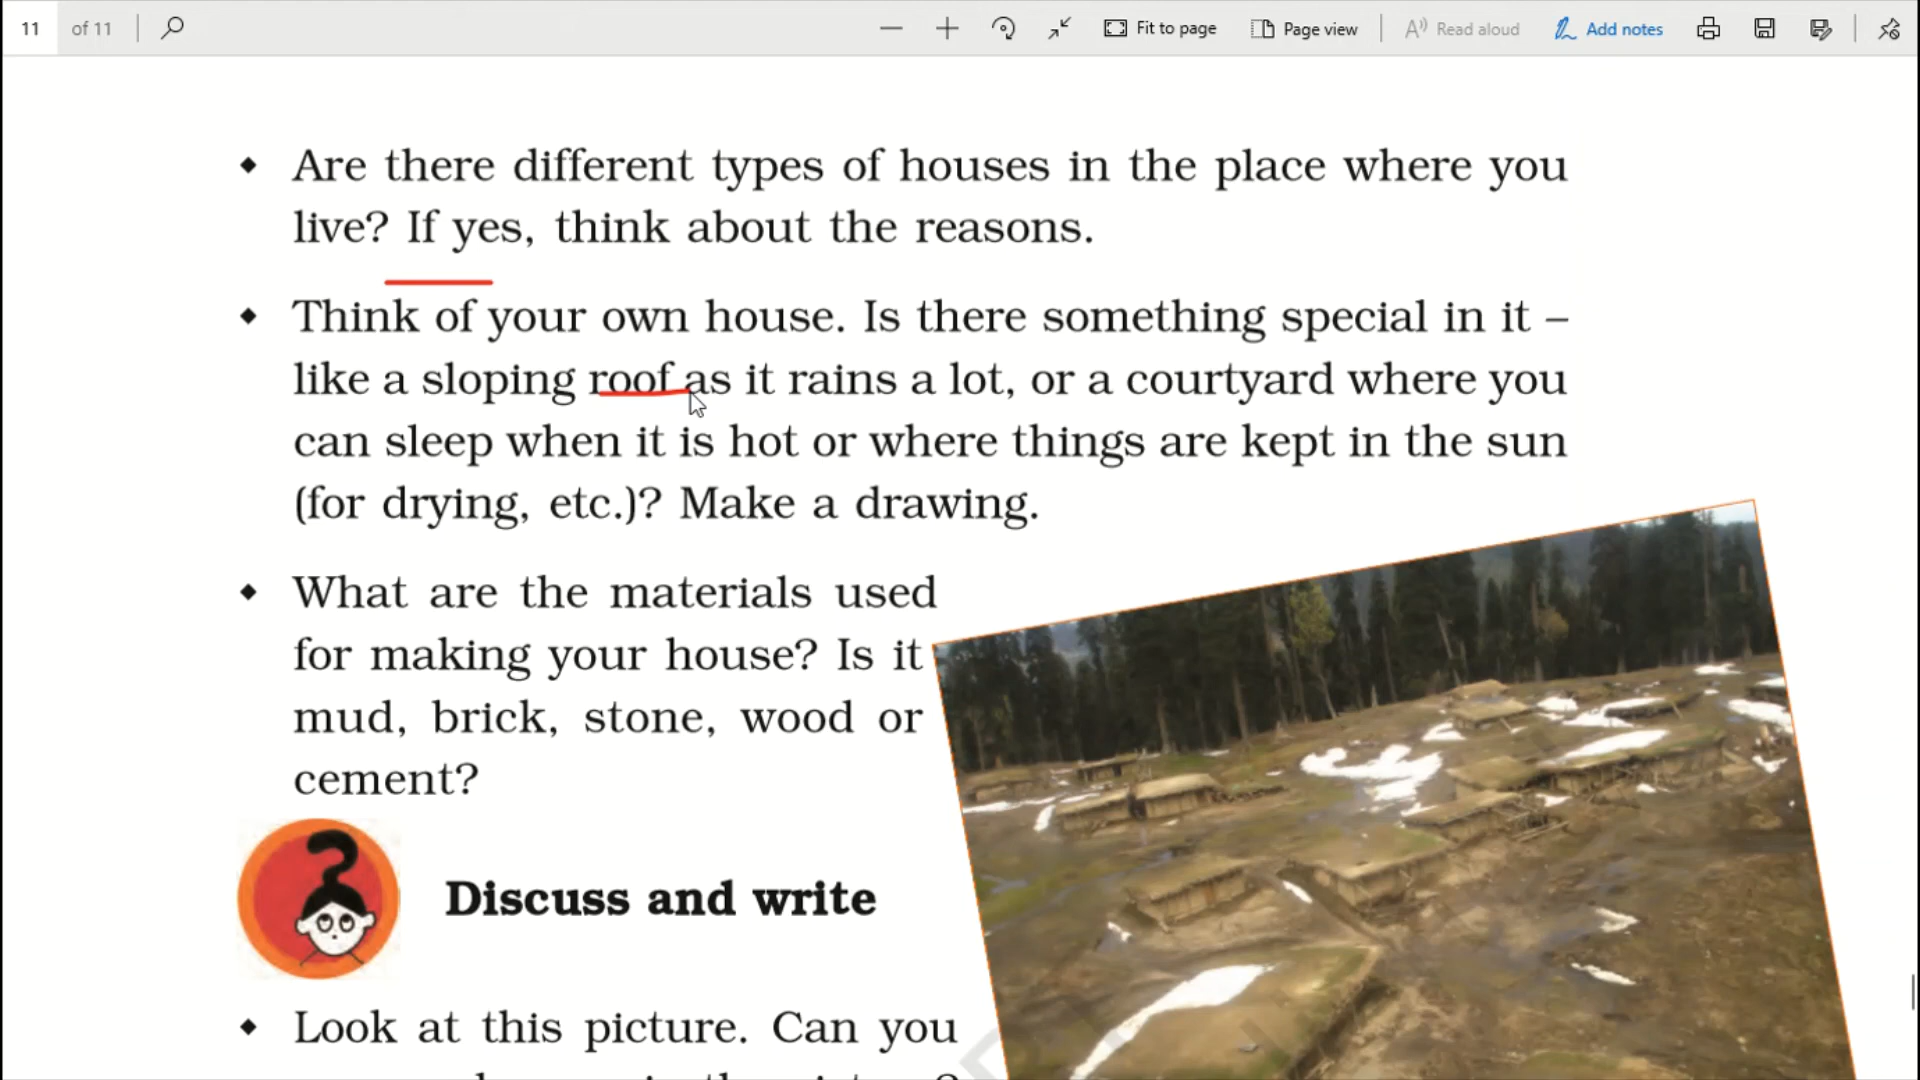 11 of 11 Fit to page Page view Read aloud Add notes
◆ Are there different types of houses in the place where you
live? If yes, think about the reasons.
◆ Think of your own house. Is there something special in it –
like a sloping roof as it rains a lot, or a courtyard where you
can sleep when it is hot or where things are kept in the sun
(for drying, etc.)? Make a drawing.
◆ What are the materials used
for making your house? Is it
mud, brick, stone, wood or
cement?
Discuss and write
◆ Look at this picture. Can you